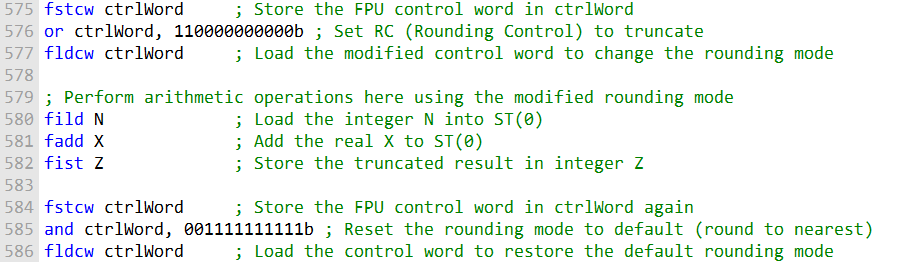 575 fstcw ctrlWord     ; Store the FPU control word in ctrlWord
576 or ctrlWord, 110000000000b ; Set RC (Rounding Control) to truncate
577 fldcw ctrlWord     ; Load the modified control word to change the rounding mode
578
579 ; Perform arithmetic operations here using the modified rounding mode
580 fild N             ; Load the integer N into ST(0)
581 fadd X             ; Add the real X to ST(0)
582 fist Z             ; Store the truncated result in integer Z
583
584 fstcw ctrlWord     ; Store the FPU control word in ctrlWord again
585 and ctrlWord, 001111111111b ; Reset the rounding mode to default (round to nearest)
586 fldcw ctrlWord     ; Load the control word to restore the default rounding mode